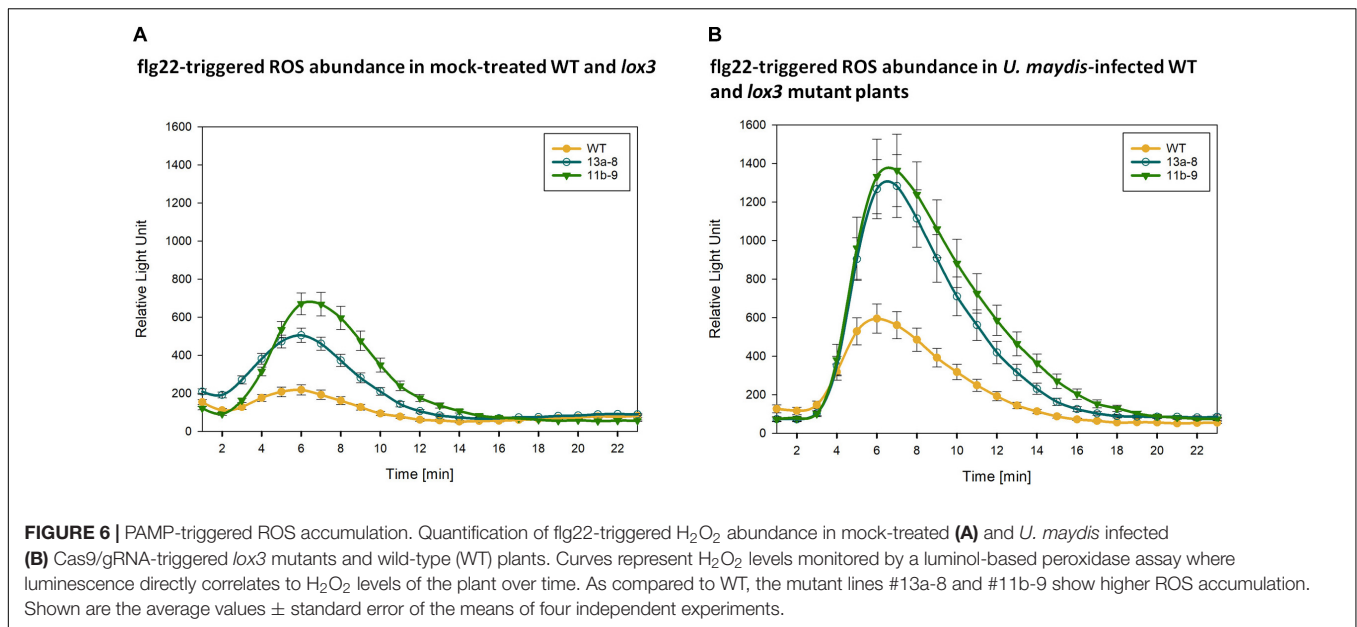 A
flg22-triggered ROS abundance in mock-treated WT and lox3
1600
1400
1200
1000
800
600
400
200
0
Relative Light Unit
2 4 6 8 10 12 14 16 18 20 22
Time [min]
WT
13a-8
11b-9
B
flg22-triggered ROS abundance in U. maydis-infected WT
and lox3 mutant plants
1600
1400
1200
1000
800
600
400
200
0
Relative Light Unit
2 4 6 8 10 12 14 16 18 20 22
Time [min]
WT
13a-8
11b-9
FIGURE 6 | PAMP-triggered ROS accumulation. Quantification of flg22-triggered H₂O₂ abundance in mock-treated (A) and U. maydis infected
(B) Cas9/gRNA-triggered lox3 mutants and wild-type (WT) plants. Curves represent H₂O₂ levels monitored by a luminol-based peroxidase assay where
luminescence directly correlates to H₂O₂ levels of the plant over time. As compared to WT, the mutant lines #13a-8 and #11b-9 show higher ROS accumulation.
Shown are the average values ± standard error of the means of four independent experiments.